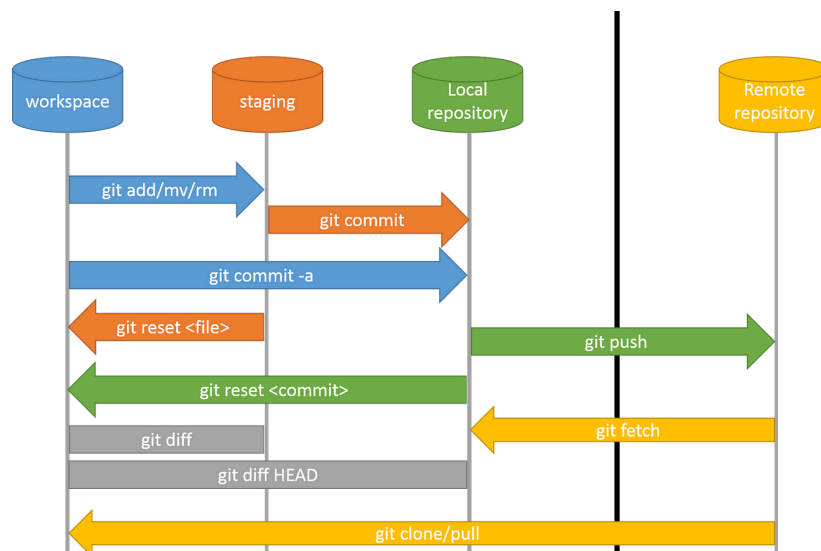 workspace
staging
Local
repository
Remote
repository
git add/mv/rm
git commit
git commit -a
git reset <file>
git push
git reset <commit>
git fetch
git diff
git diff HEAD
git clone/pull